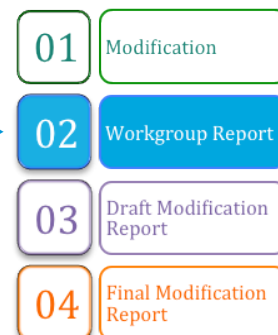 01 Modification
02 Workgroup Report
03 Draft Modification
Report
04 Final Modification
Report